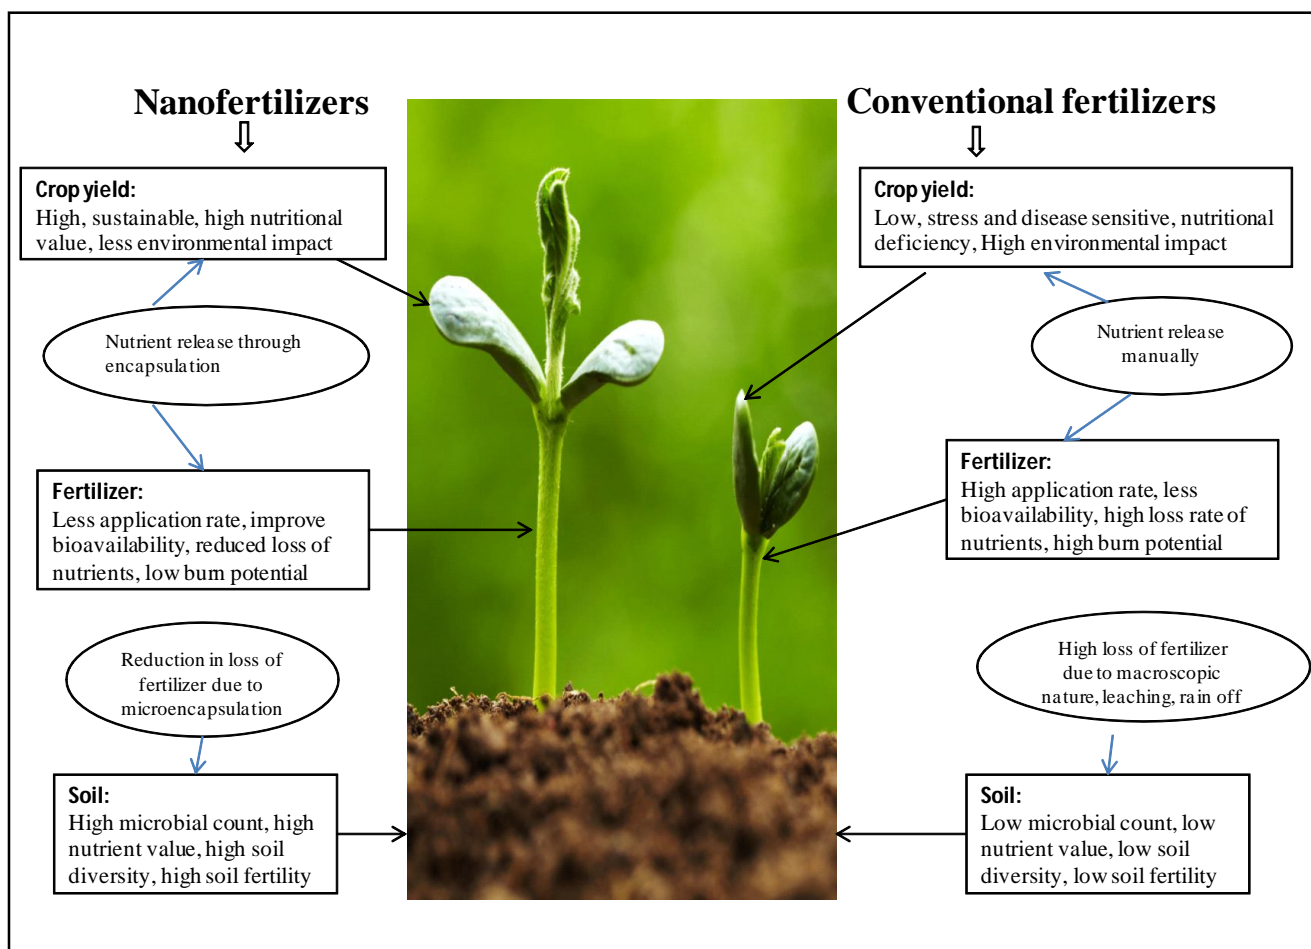 Nanofertilizers
Crop yield:
High, sustainable, high nutritional
value, less environmental impact
Nutrient release through
encapsulation
Fertilizer:
Less application rate, improve
bioavailability, reduced loss of
nutrients, low burn potential
Reduction in loss of
fertilizer due to
microencapsulation
Soil:
High microbial count, high
nutrient value, high soil
diversity, high soil fertility
Conventional fertilizers
Crop yield:
Low, stress and disease sensitive, nutritional
deficiency, High environmental impact
Nutrient release
manually
Fertilizer:
High application rate, less
bioavailability, high loss rate of
nutrients, high burn potential
High loss of fertilizer
due to macroscopic
nature, leaching, rain off
Soil:
Low microbial count, low
nutrient value, low soil
diversity, low soil fertility